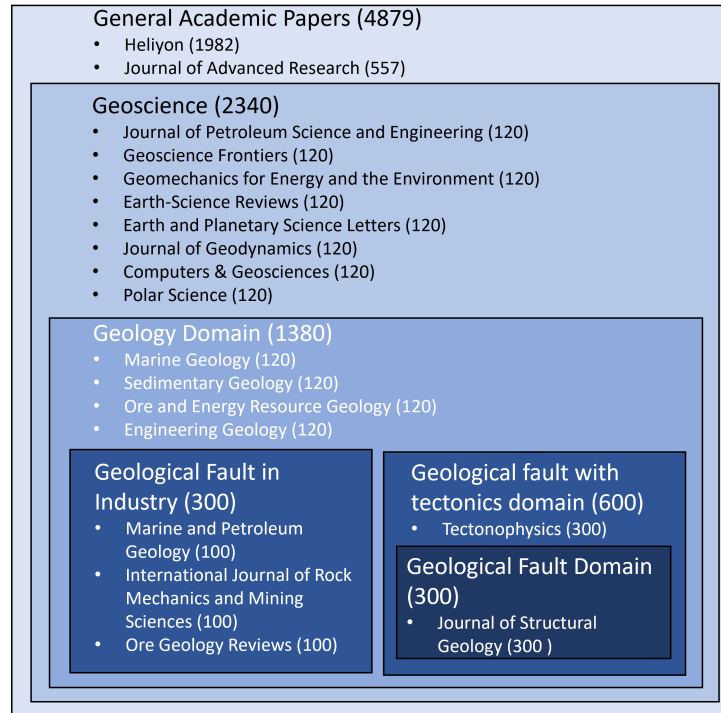 General Academic Papers (4879)
• Heliyon (1982)
• Journal of Advanced Research (557)
Geoscience (2340)
• Journal of Petroleum Science and Engineering (120)
• Geoscience Frontiers (120)
• Geomechanics for Energy and the Environment (120)
• Earth-Science Reviews (120)
• Earth and Planetary Science Letters (120)
• Journal of Geodynamics (120)
• Computers & Geosciences (120)
• Polar Science (120)
Geology Domain (1380)
• Marine Geology (120)
• Sedimentary Geology (120)
• Ore and Energy Resource Geology (120)
• Engineering Geology (120)
Geological Fault in
Industry (300)
• Marine and Petroleum
Geology (100)
• International Journal of Rock
Mechanics and Mining
Sciences (100)
• Ore Geology Reviews (100)
Geological fault with
tectonics domain (600)
• Tectonophysics (300)
Geological Fault Domain
(300)
• Journal of Structural
Geology (300 )